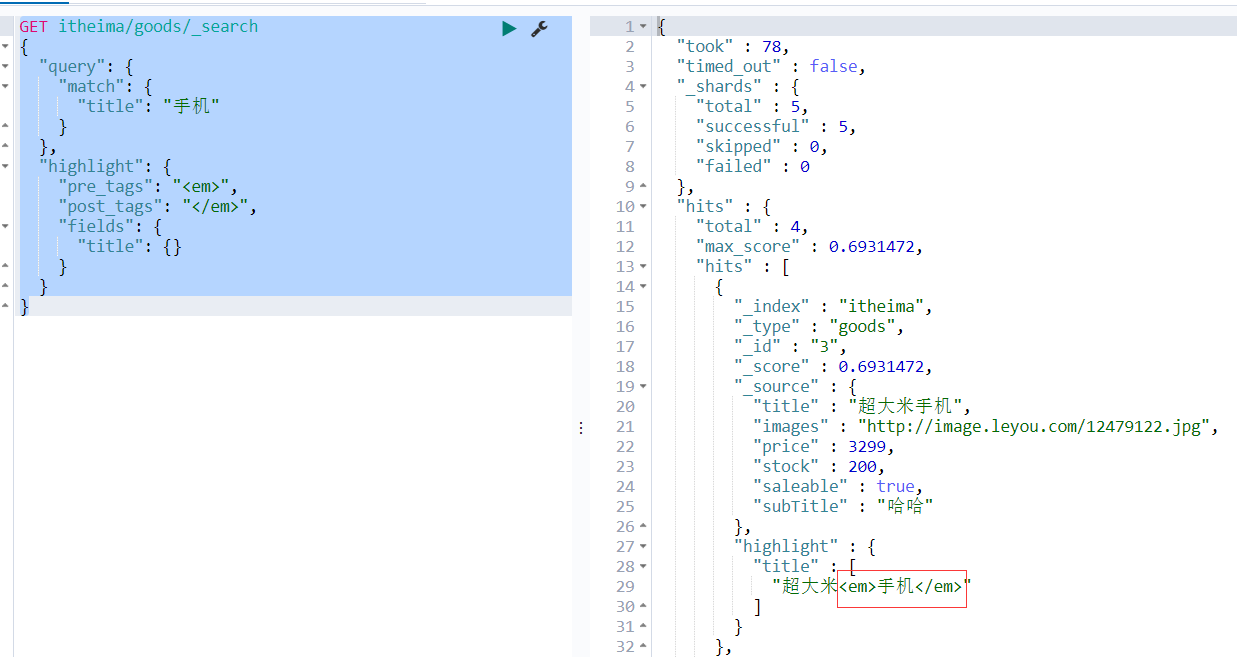 GET itheima/goods/_search
{
  "query": {
    "match": {
      "title": "手机"
    }
  },
  "highlight": {
    "pre_tags": "<em>",
    "post_tags": "</em>",
    "fields": {
      "title": {}
    }
  }
}
1 {
2   "took" : 78,
3   "timed_out" : false,
4   "_shards" : {
5     "total" : 5,
6     "successful" : 5,
7     "skipped" : 0,
8     "failed" : 0
9   },
10   "hits" : {
11     "total" : 4,
12     "max_score" : 0.6931472,
13     "hits" : [
14       {
15         "_index" : "itheima",
16         "_type" : "goods",
17         "_id" : "3",
18         "_score" : 0.6931472,
19         "_source" : {
20           "title" : "超大米手机",
21           "images" : "http://image.leyou.com/12479122.jpg",
22           "price" : 3299,
23           "stock" : 200,
24           "saleable" : true,
25           "subTitle" : "哈哈"
26         },
27         "highlight" : {
28           "title" : [
29             "超大米<em>手机</em>"
30           ]
31         }
32       },